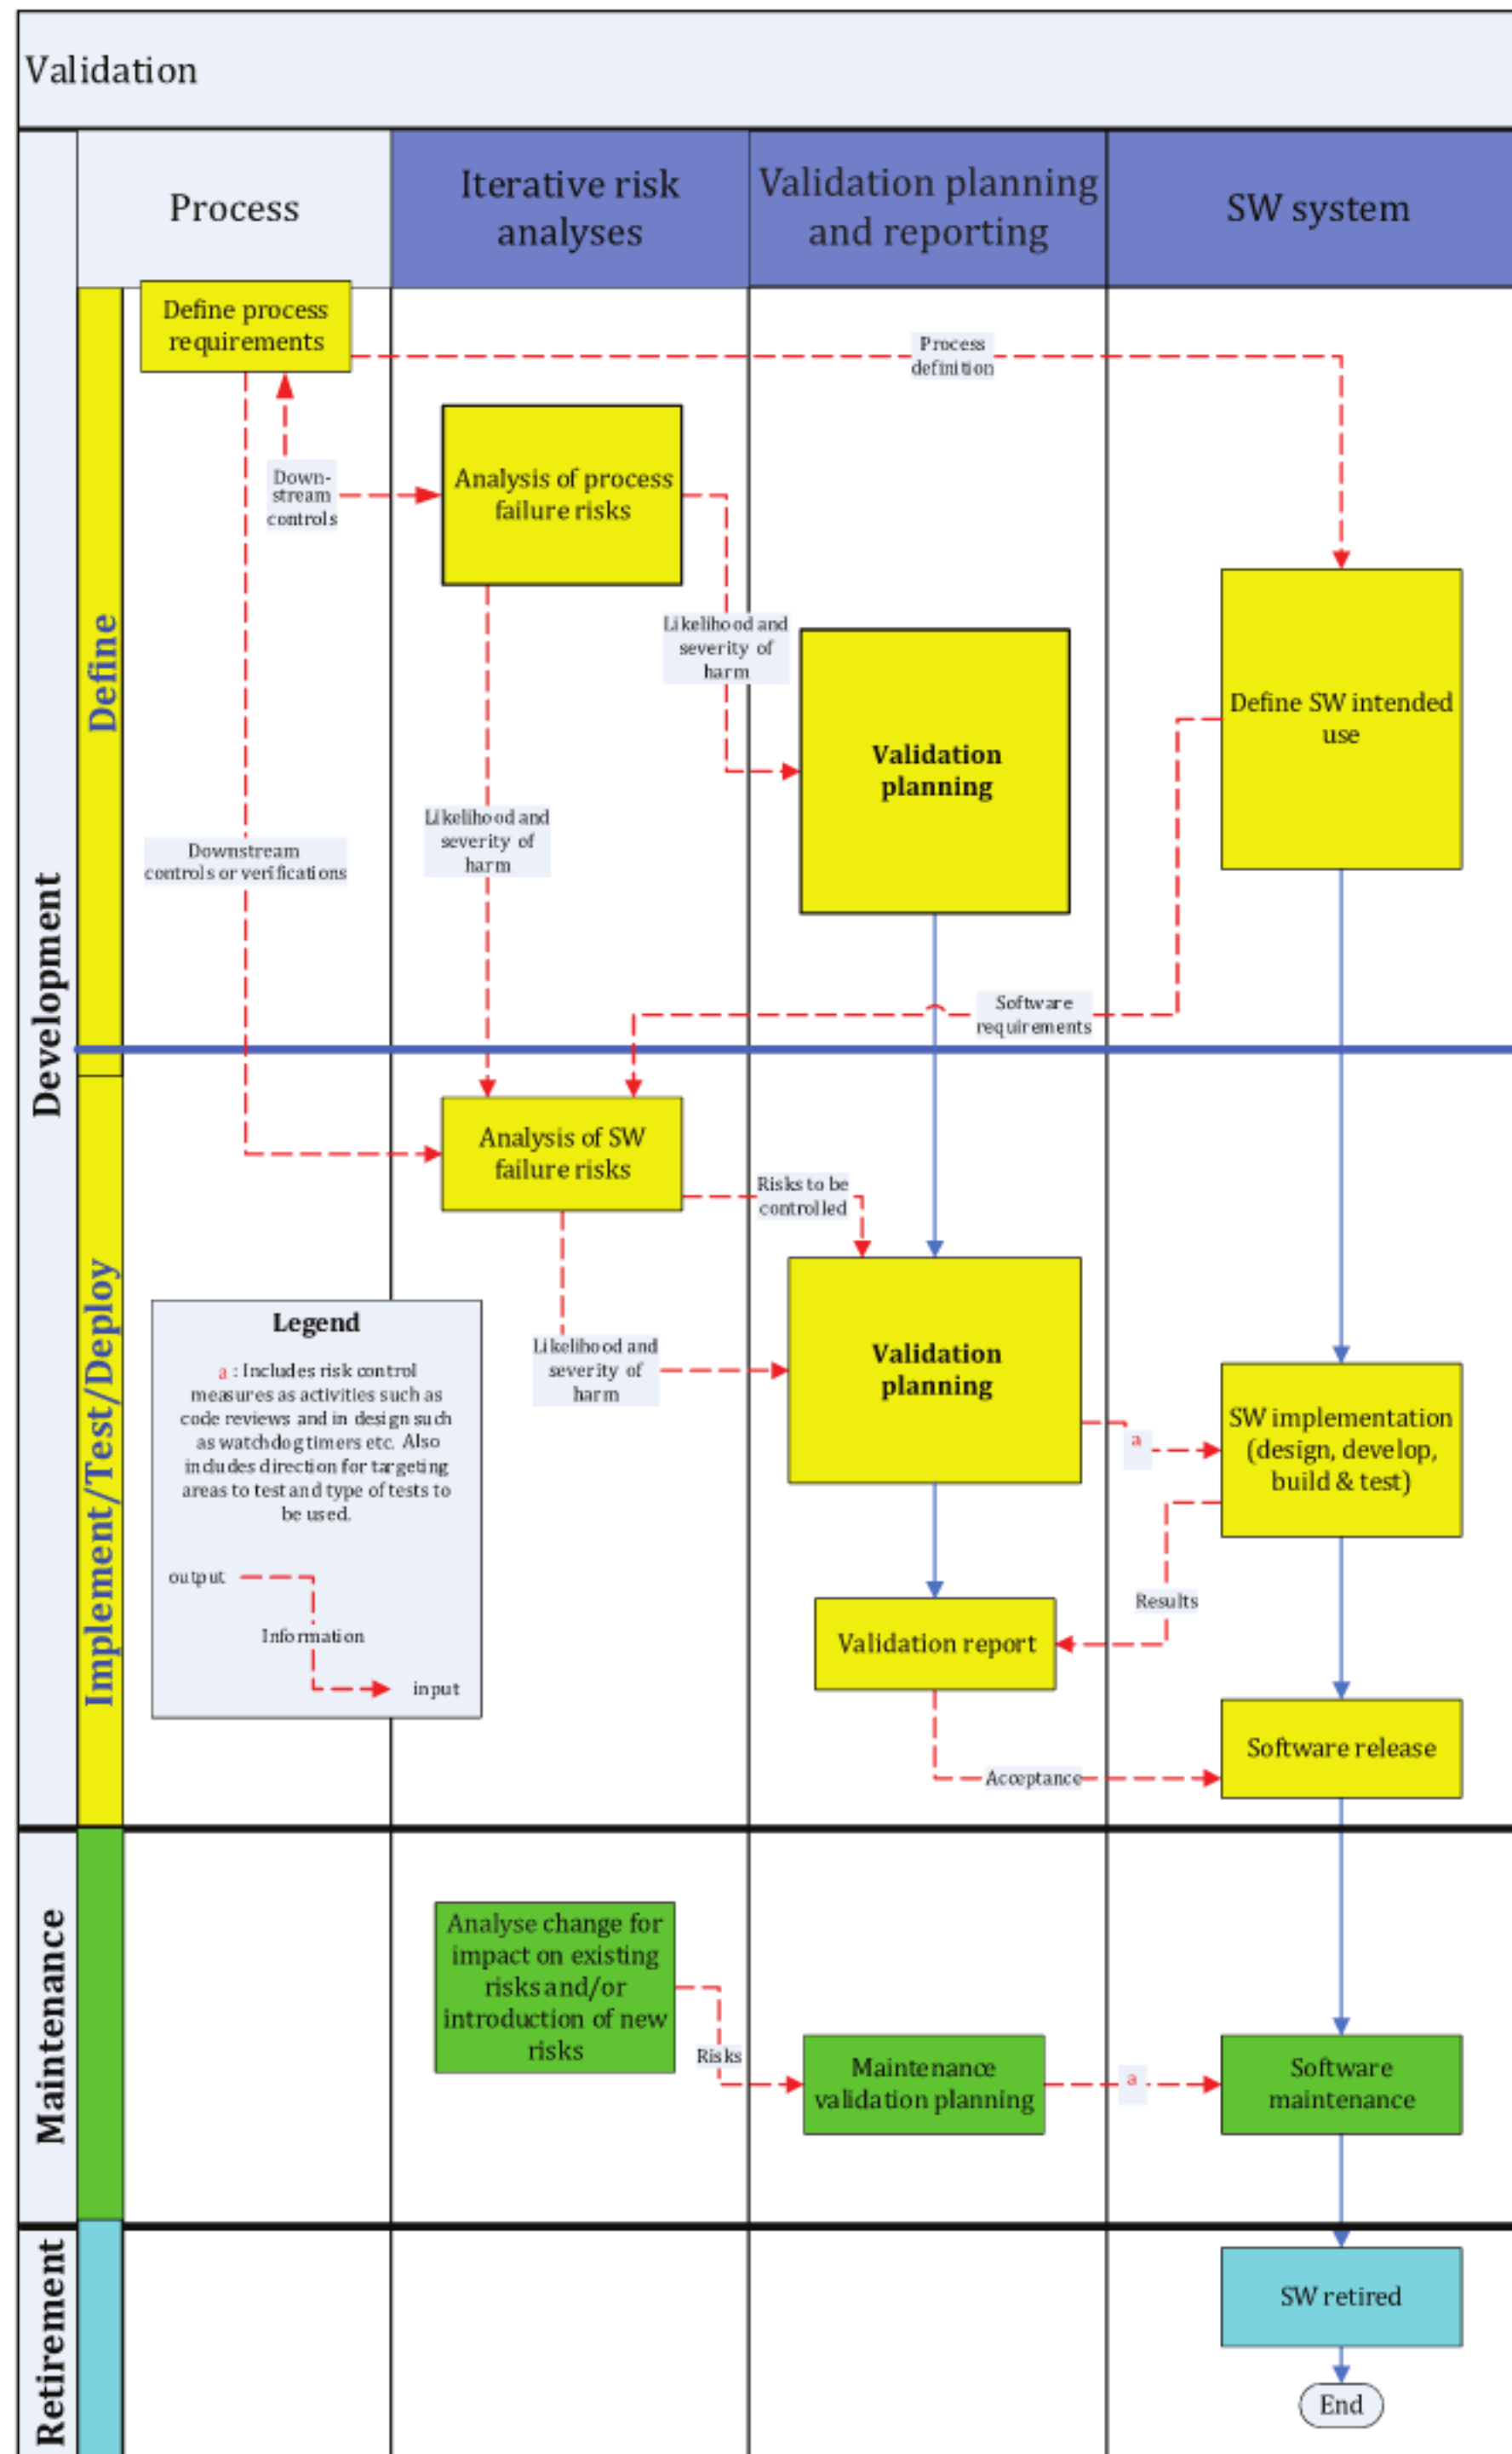 Validation
Process
Iterative risk
analyses
Validation planning
and reporting
SW system
Development
Define
Define process
requirements
Process
definition
Down-
stream
controls
Analysis of process
failure risks
Likelihood and
severity of
harm
Validation
planning
Define SW intended
use
Likelihood and
severity of
harm
Downstream
controls or verifications
Software
requirements
Implement/Test/Deploy
Analysis of SW
failure risks
Risks to be
controlled
Likelihood and
severity of
harm
Validation
planning
a
SW implementation
(design, develop,
build & test)
Legend
a : Includes risk control
measures as activities such as
code reviews and in design such
as watchdog timers etc. Also
includes direction for targeting
areas to test and type of tests to
be used.
output
Information
input
Results
Validation report
Software release
Acceptance
Maintenance
Analyse change for
impact on existing
risks and/or
introduction of new
risks
Risks
Maintenance
validation planning
a
Software
maintenance
Retirement
SW retired
End